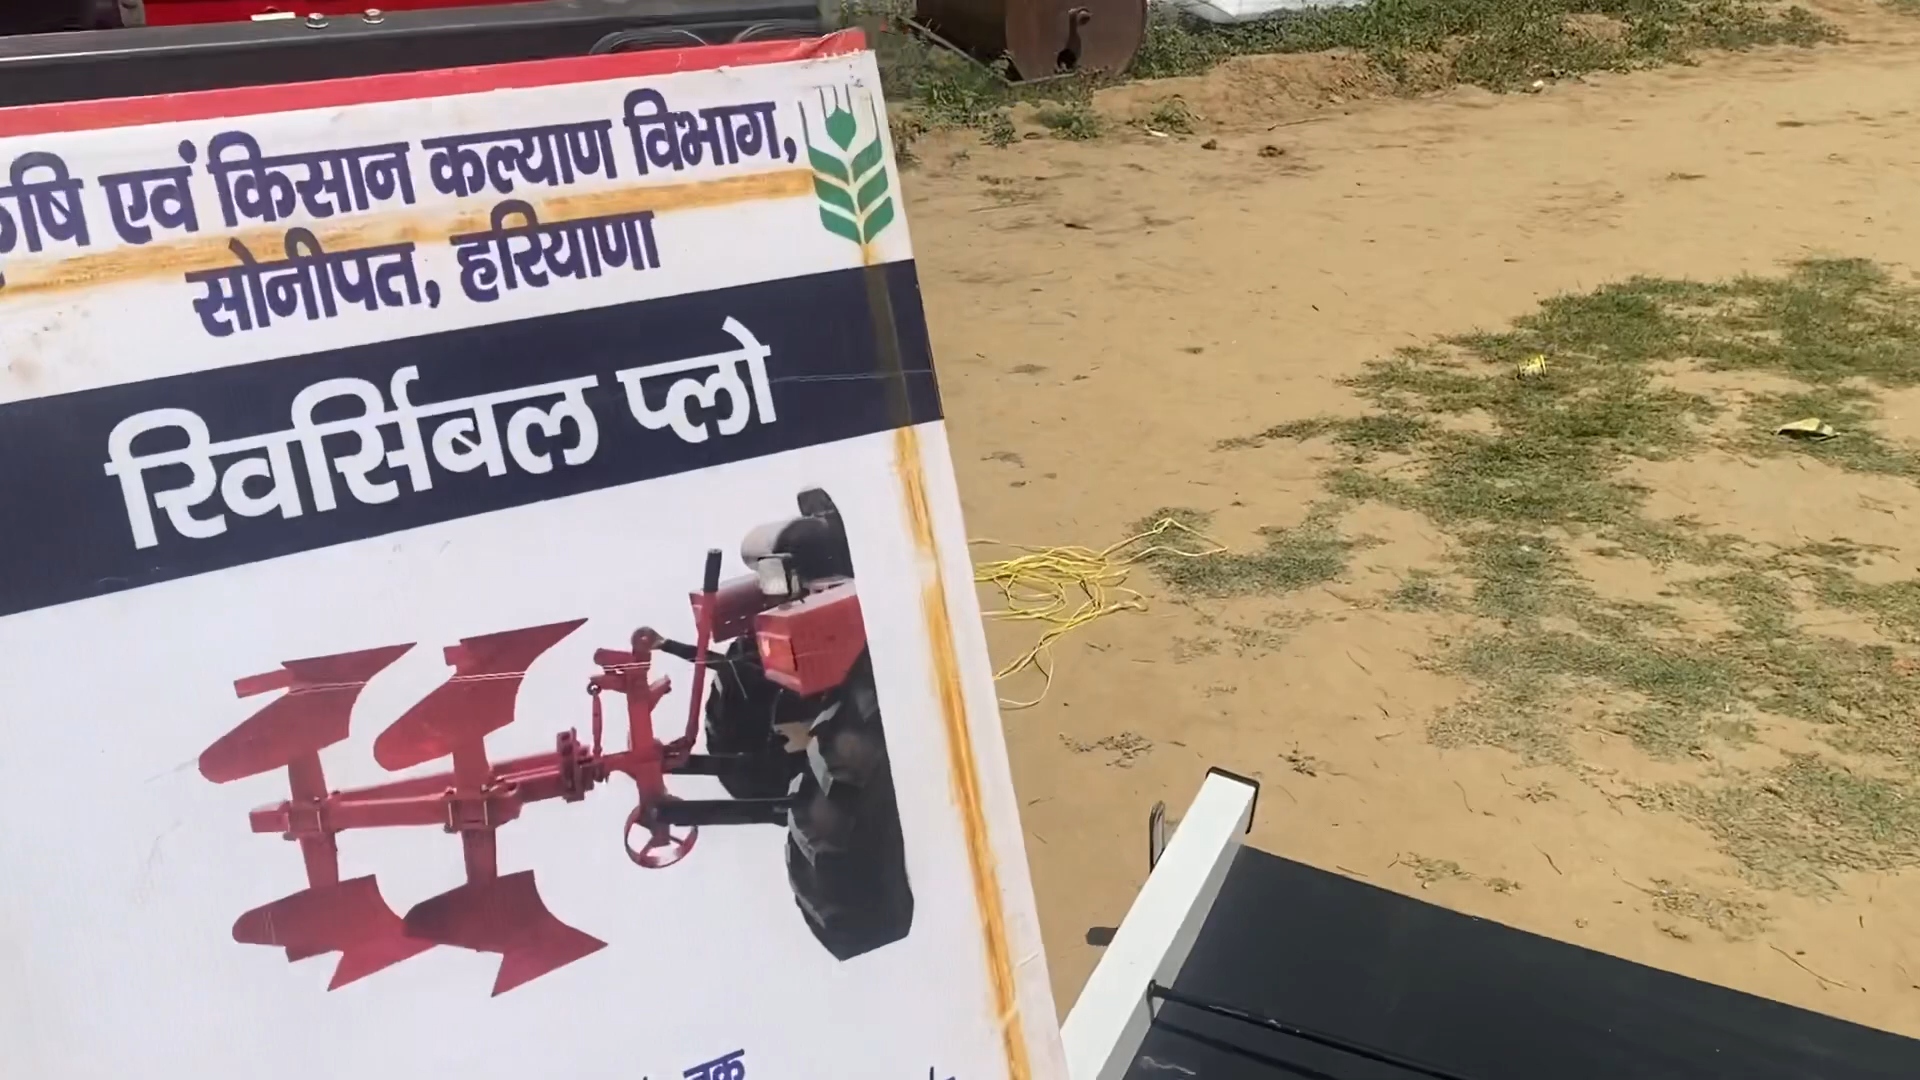 कृषि एवं किसान कल्याण विभाग,
सोनीपत, हरियाणा
रिवर्सिबल प्लो